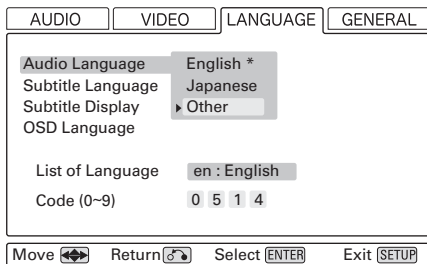 AUDIO VIDEO LANGUAGE GENERAL
Audio Language English *
Subtitle Language Japanese
Subtitle Display Other
OSD Language
List of Language en : English
Code (0~9) 0 5 1 4
Move Return Select ENTER Exit SETUP